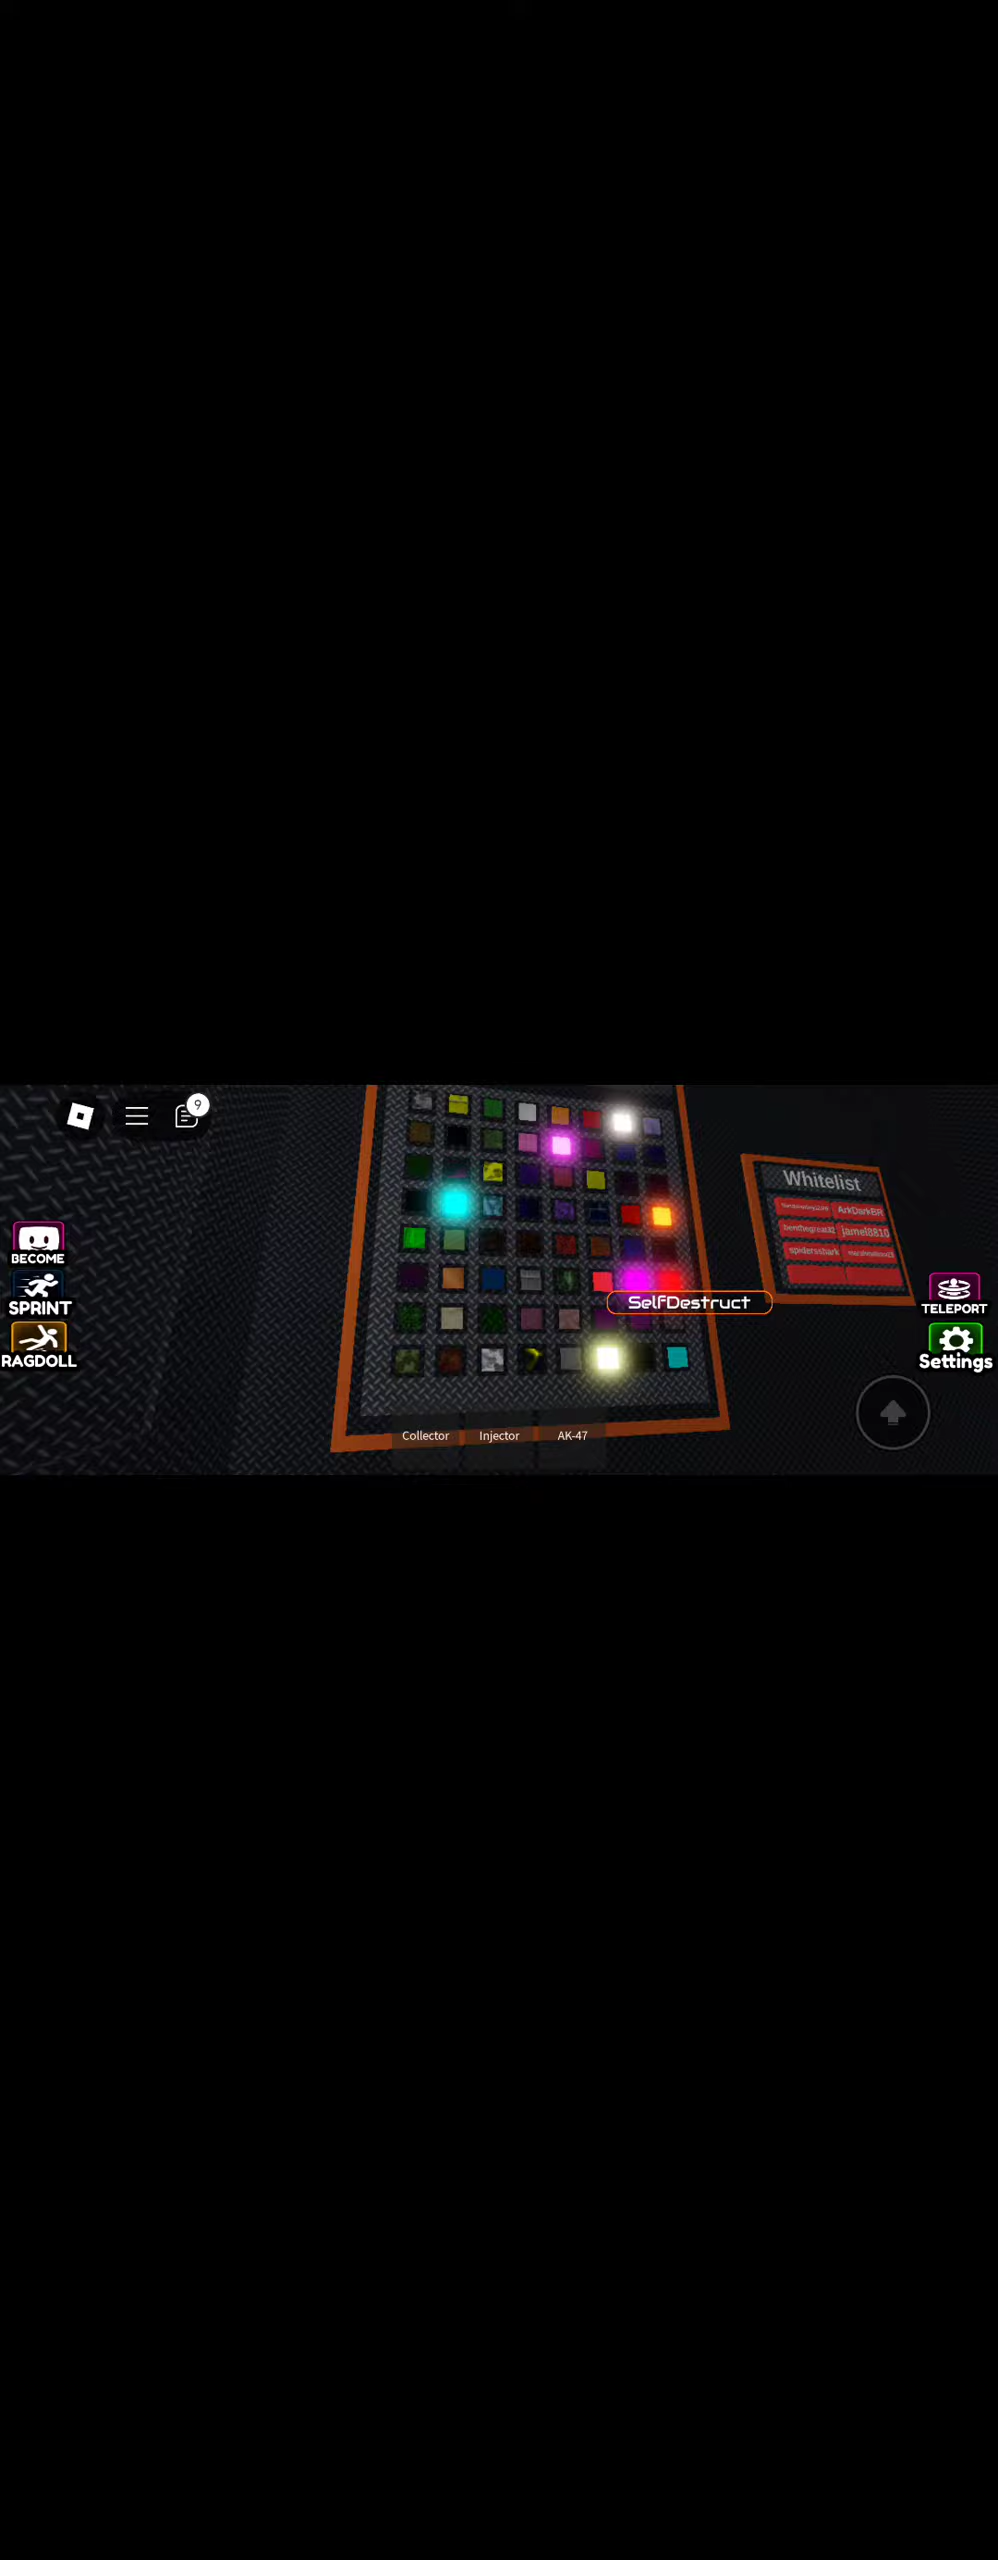 9
Whitelist
ArkDarkBR
benthegreat2
jamel8810
spidersshark
BECOME
SPRINT
SelfDestruct
TELEPORT
RAGDOLL
Settings
Collector
Injector
AK-47